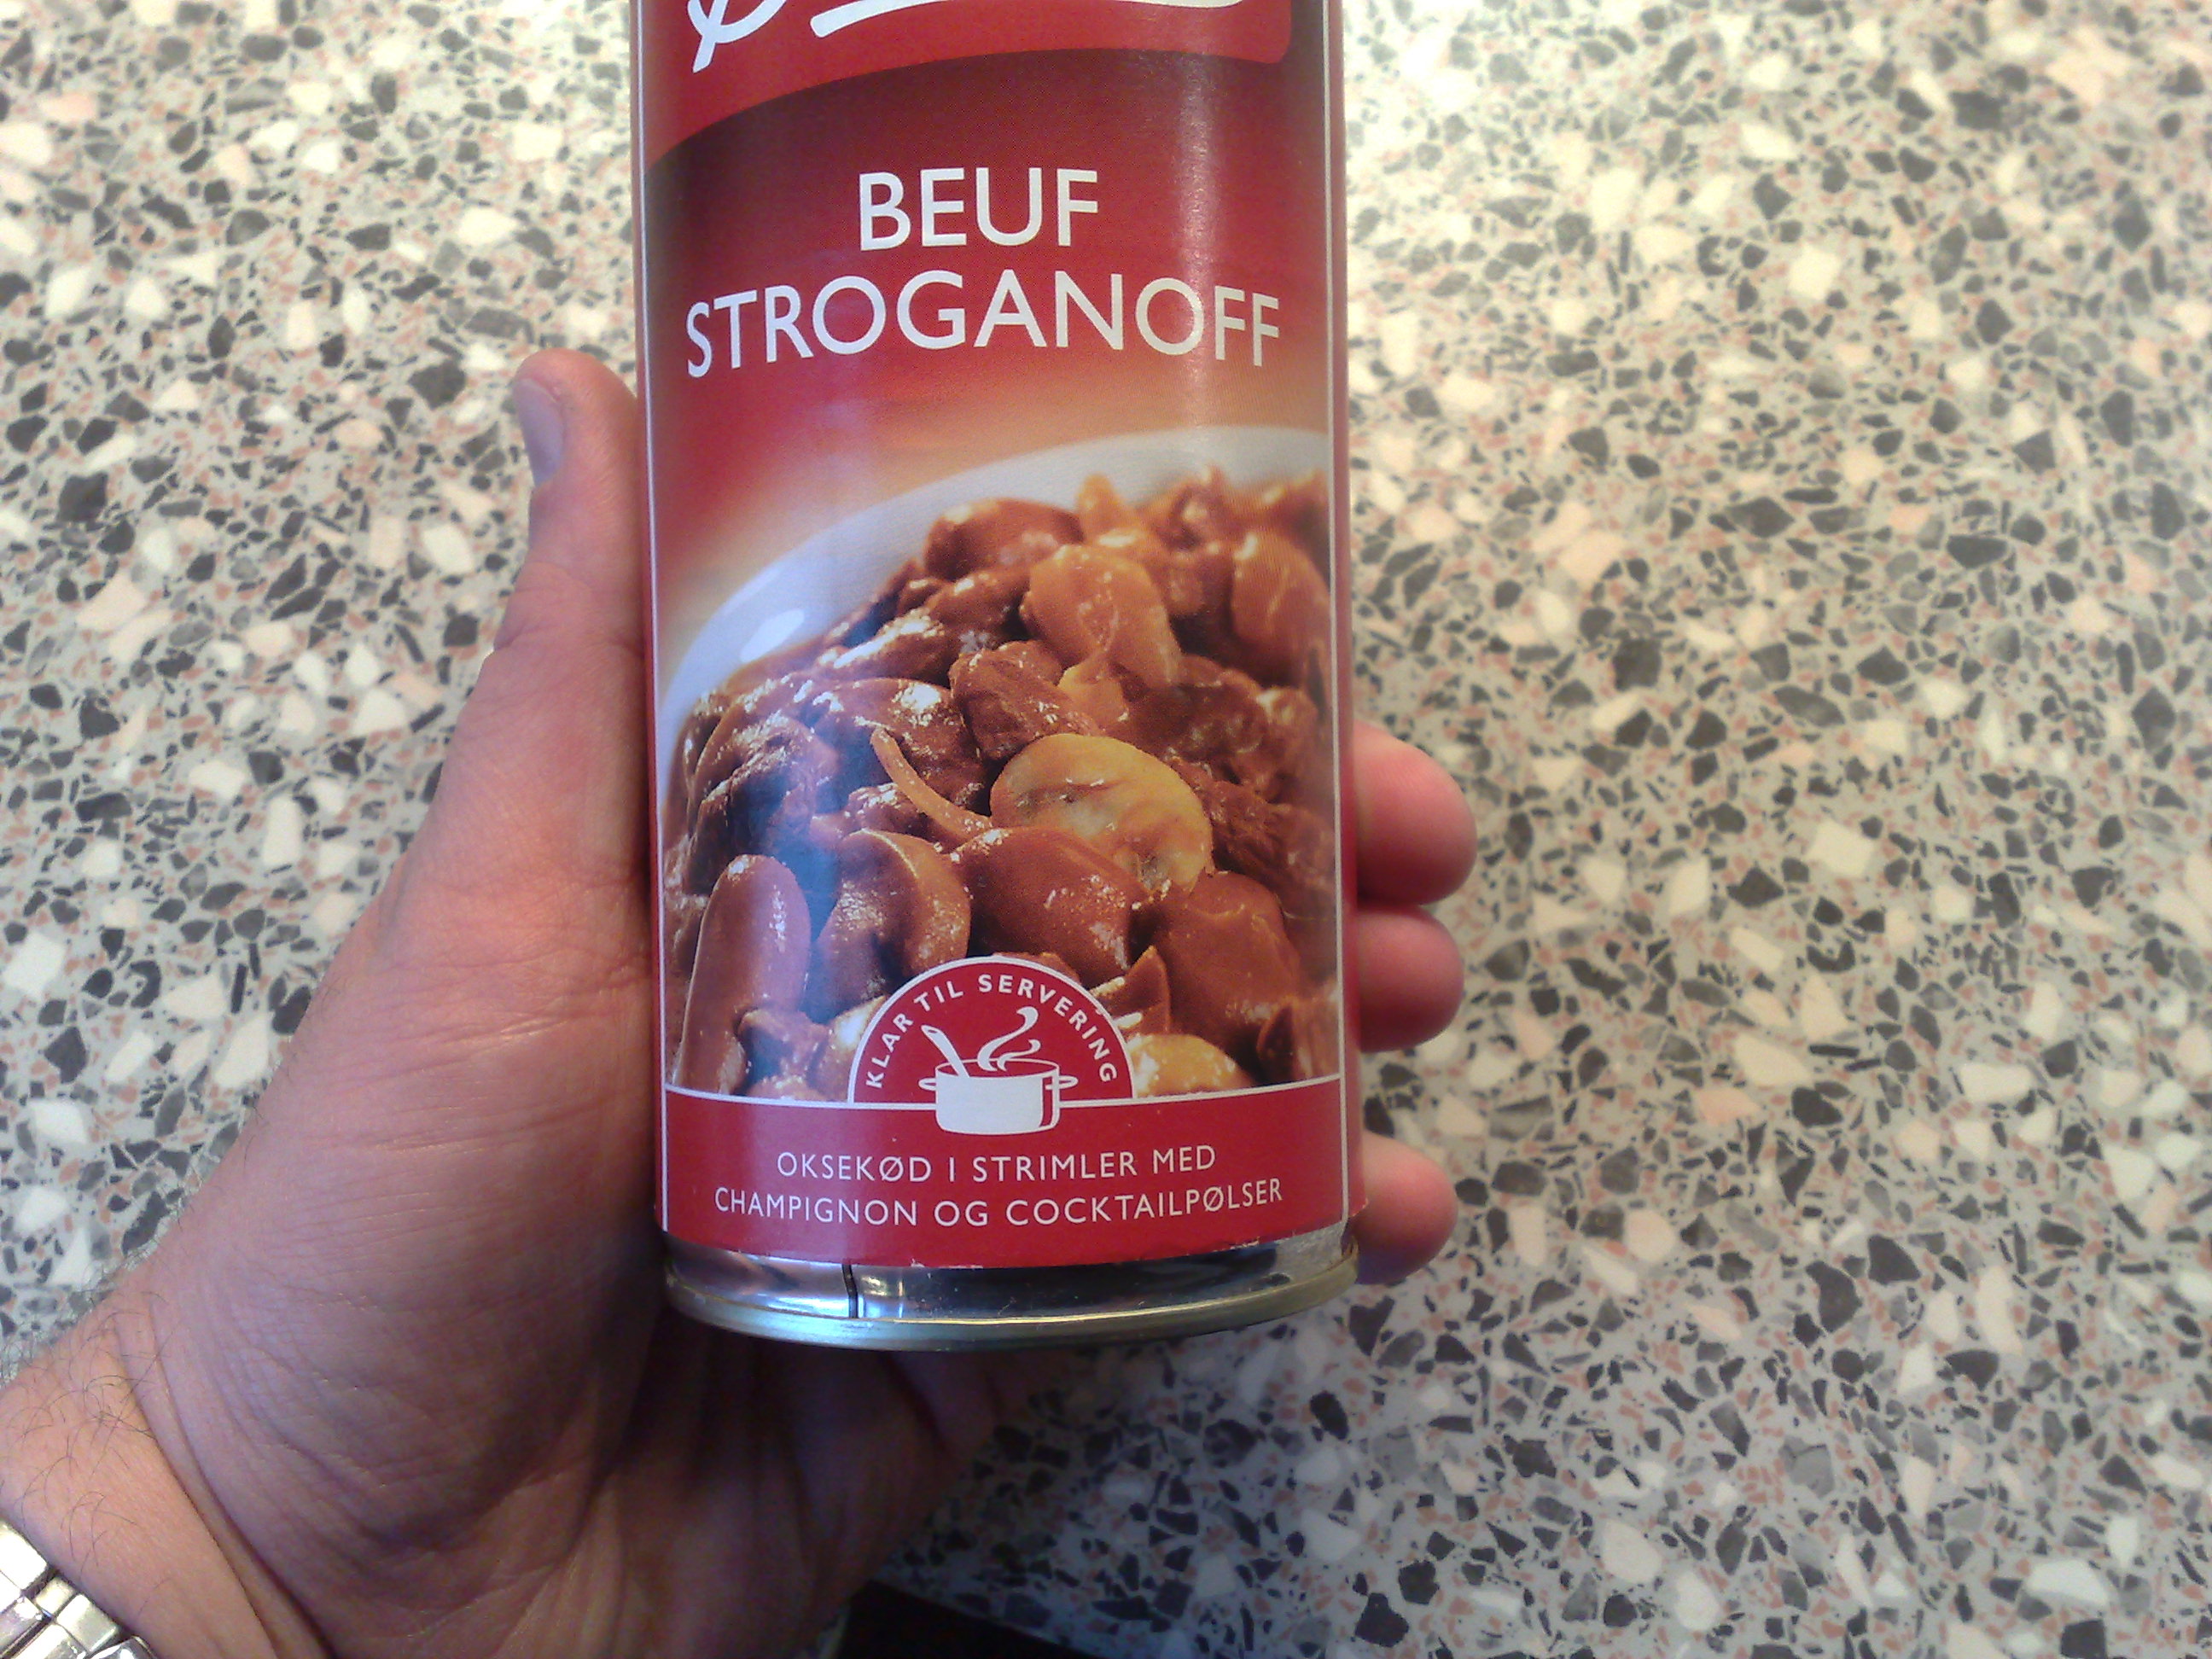 BEUF
STROGANOFF
KLAR TIL SERVERING
OKSEKØD I STRIMLER MED
CHAMPIGNON OG COCKTAILPØLSER